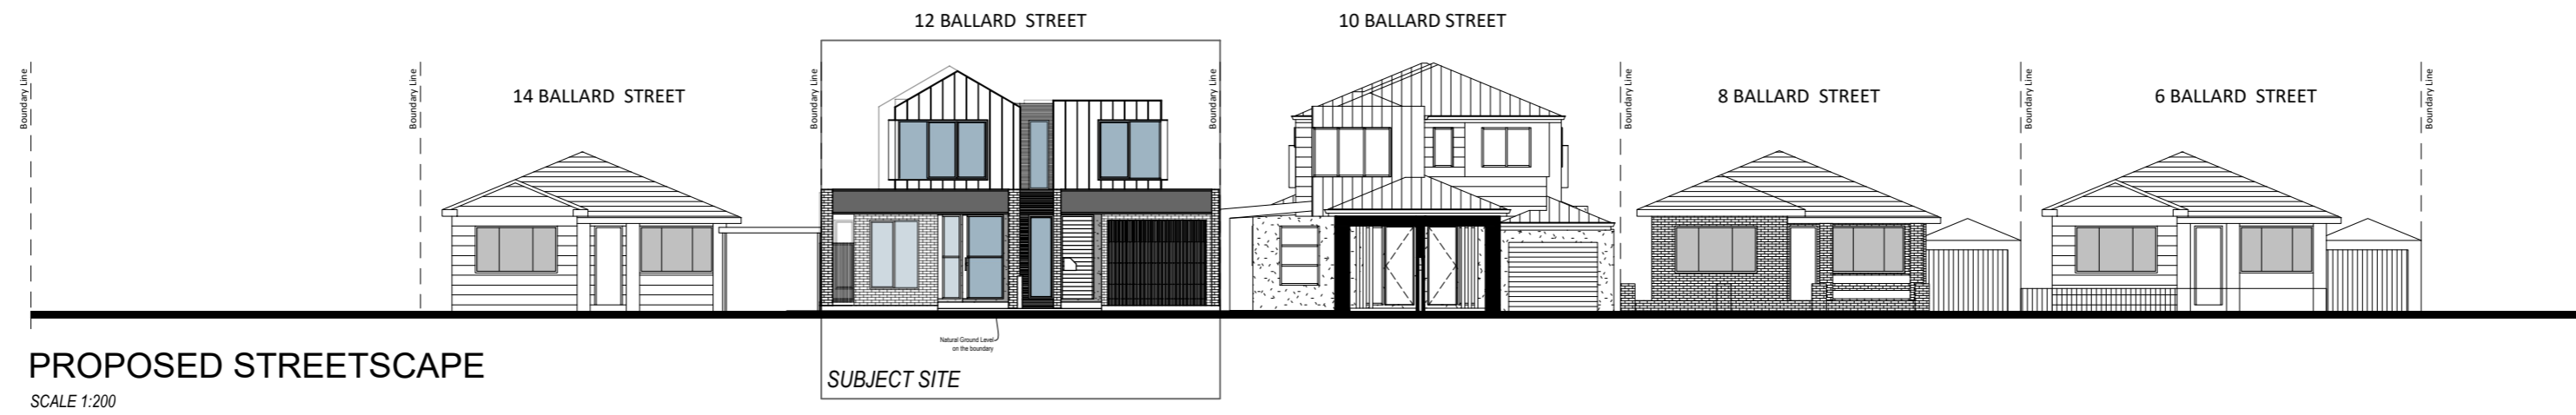 12 BALLARD STREET
10 BALLARD STREET
14 BALLARD STREET
8 BALLARD STREET
6 BALLARD STREET
Boundary Line
Boundary Line
Boundary Line
Boundary Line
Boundary Line
Boundary Line
Boundary Line
Natural Ground Level
on the boundary
PROPOSED STREETSCAPE
SUBJECT SITE
SCALE 1:200